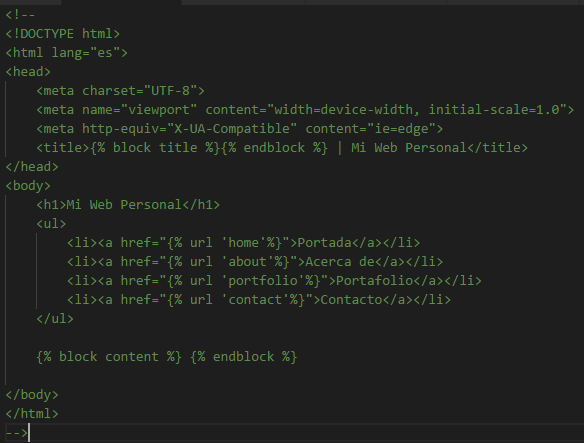 <!--
<!DOCTYPE html>
<html lang="es">
<head>
    <meta charset="UTF-8">
    <meta name="viewport" content="width=device-width, initial-scale=1.0">
    <meta http-equiv="X-UA-Compatible" content="ie=edge">
    <title>{% block title %}{% endblock %} | Mi Web Personal</title>
</head>
<body>
    <h1>Mi Web Personal</h1>
    <ul>
        <li><a href="{% url 'home'%}">Portada</a></li>
        <li><a href="{% url 'about'%}">Acerca de</a></li>
        <li><a href="{% url 'portfolio'%}">Portafolio</a></li>
        <li><a href="{% url 'contact'%}">Contacto</a></li>
    </ul>

    {% block content %} {% endblock %}

</body>
</html>
-->